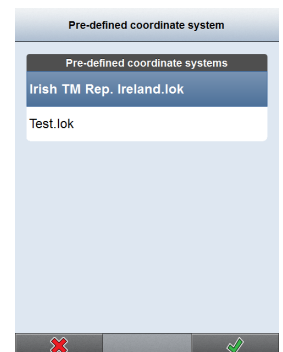 Pre-defined coordinate system
Pre-defined coordinate systems
Irish TM Rep. Ireland.lok
Test.lok